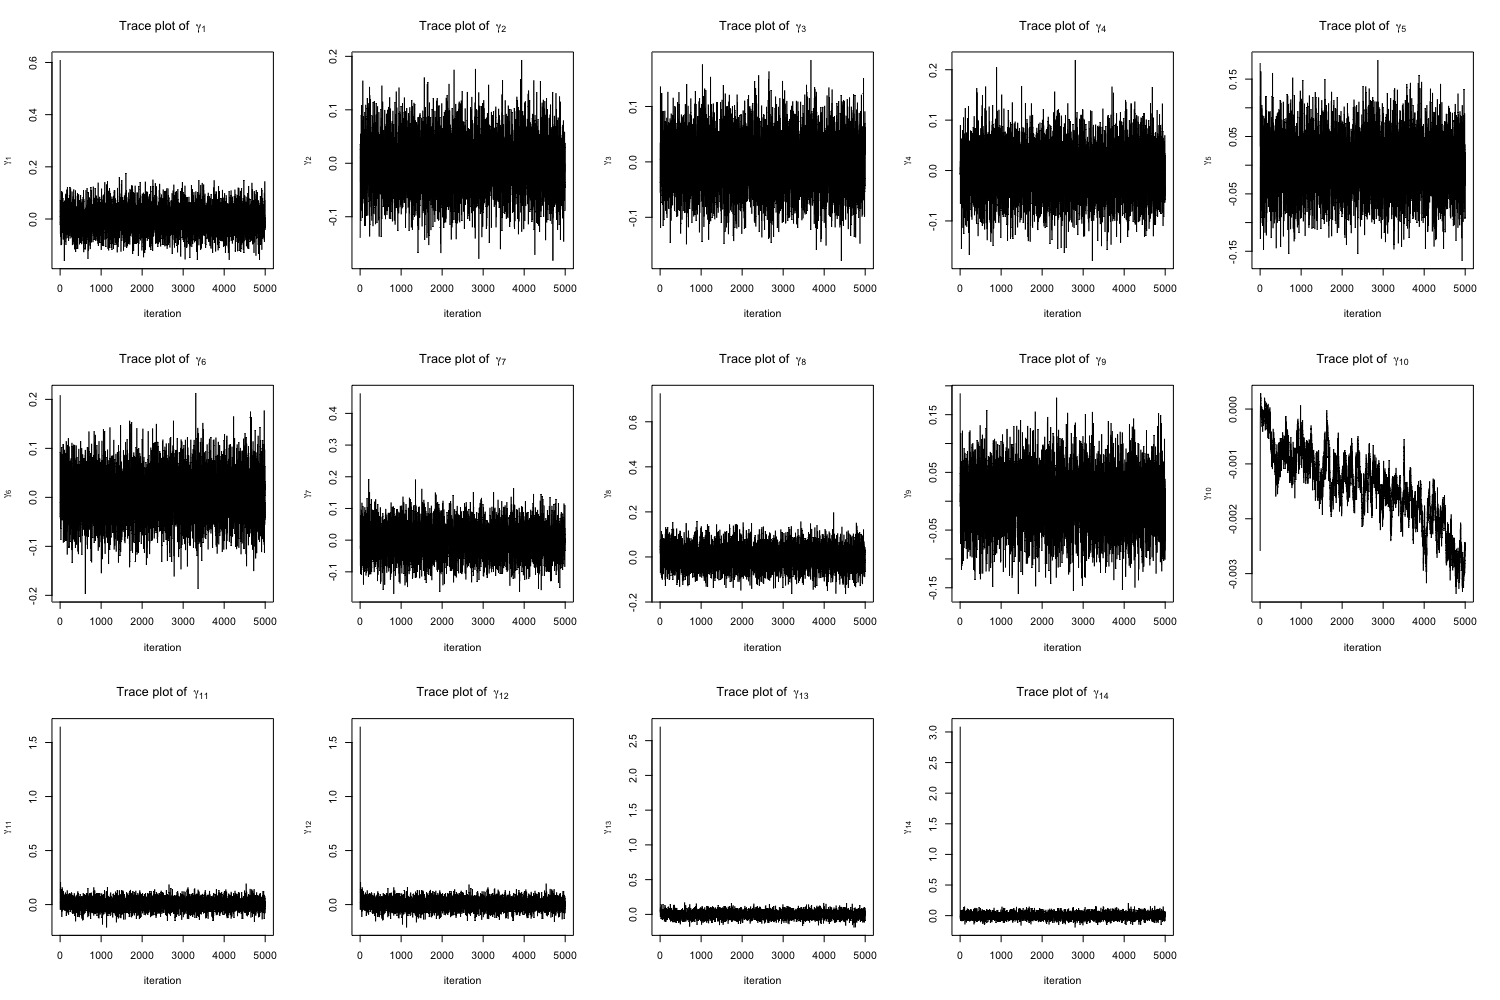 Trace plot of γ1
Trace plot of γ2
Trace plot of γ3
Trace plot of γ4
Trace plot of γ5
γ1
0.0 0.2 0.4 0.6
γ2
-0.1 0.0 0.1 0.2
γ3
-0.1 0.0 0.1
γ4
-0.1 0.0 0.1 0.2
γ5
-0.15 -0.05 0.05 0.15
0 1000 2000 3000 4000 5000
0 1000 2000 3000 4000 5000
0 1000 2000 3000 4000 5000
0 1000 2000 3000 4000 5000
0 1000 2000 3000 4000 5000
iteration
iteration
iteration
iteration
iteration
Trace plot of γ6
Trace plot of γ7
Trace plot of γ8
Trace plot of γ9
Trace plot of γ10
γ6
-0.2 -0.1 0.0 0.1 0.2
γ7
-0.1 0.0 0.1 0.2 0.3 0.4
γ8
-0.2 0.0 0.2 0.4 0.6
γ9
-0.15 -0.05 0.05 0.15
γ10
-0.003 -0.002 -0.001 0.000
0 1000 2000 3000 4000 5000
0 1000 2000 3000 4000 5000
0 1000 2000 3000 4000 5000
0 1000 2000 3000 4000 5000
0 1000 2000 3000 4000 5000
iteration
iteration
iteration
iteration
iteration
Trace plot of γ11
Trace plot of γ12
Trace plot of γ13
Trace plot of γ14
γ11
0.0 0.5 1.0 1.5
γ12
0.0 0.5 1.0 1.5
γ13
0.0 0.5 1.0 1.5 2.0 2.5
γ14
0.0 0.5 1.0 1.5 2.0 2.5 3.0
0 1000 2000 3000 4000 5000
0 1000 2000 3000 4000 5000
0 1000 2000 3000 4000 5000
0 1000 2000 3000 4000 5000
iteration
iteration
iteration
iteration